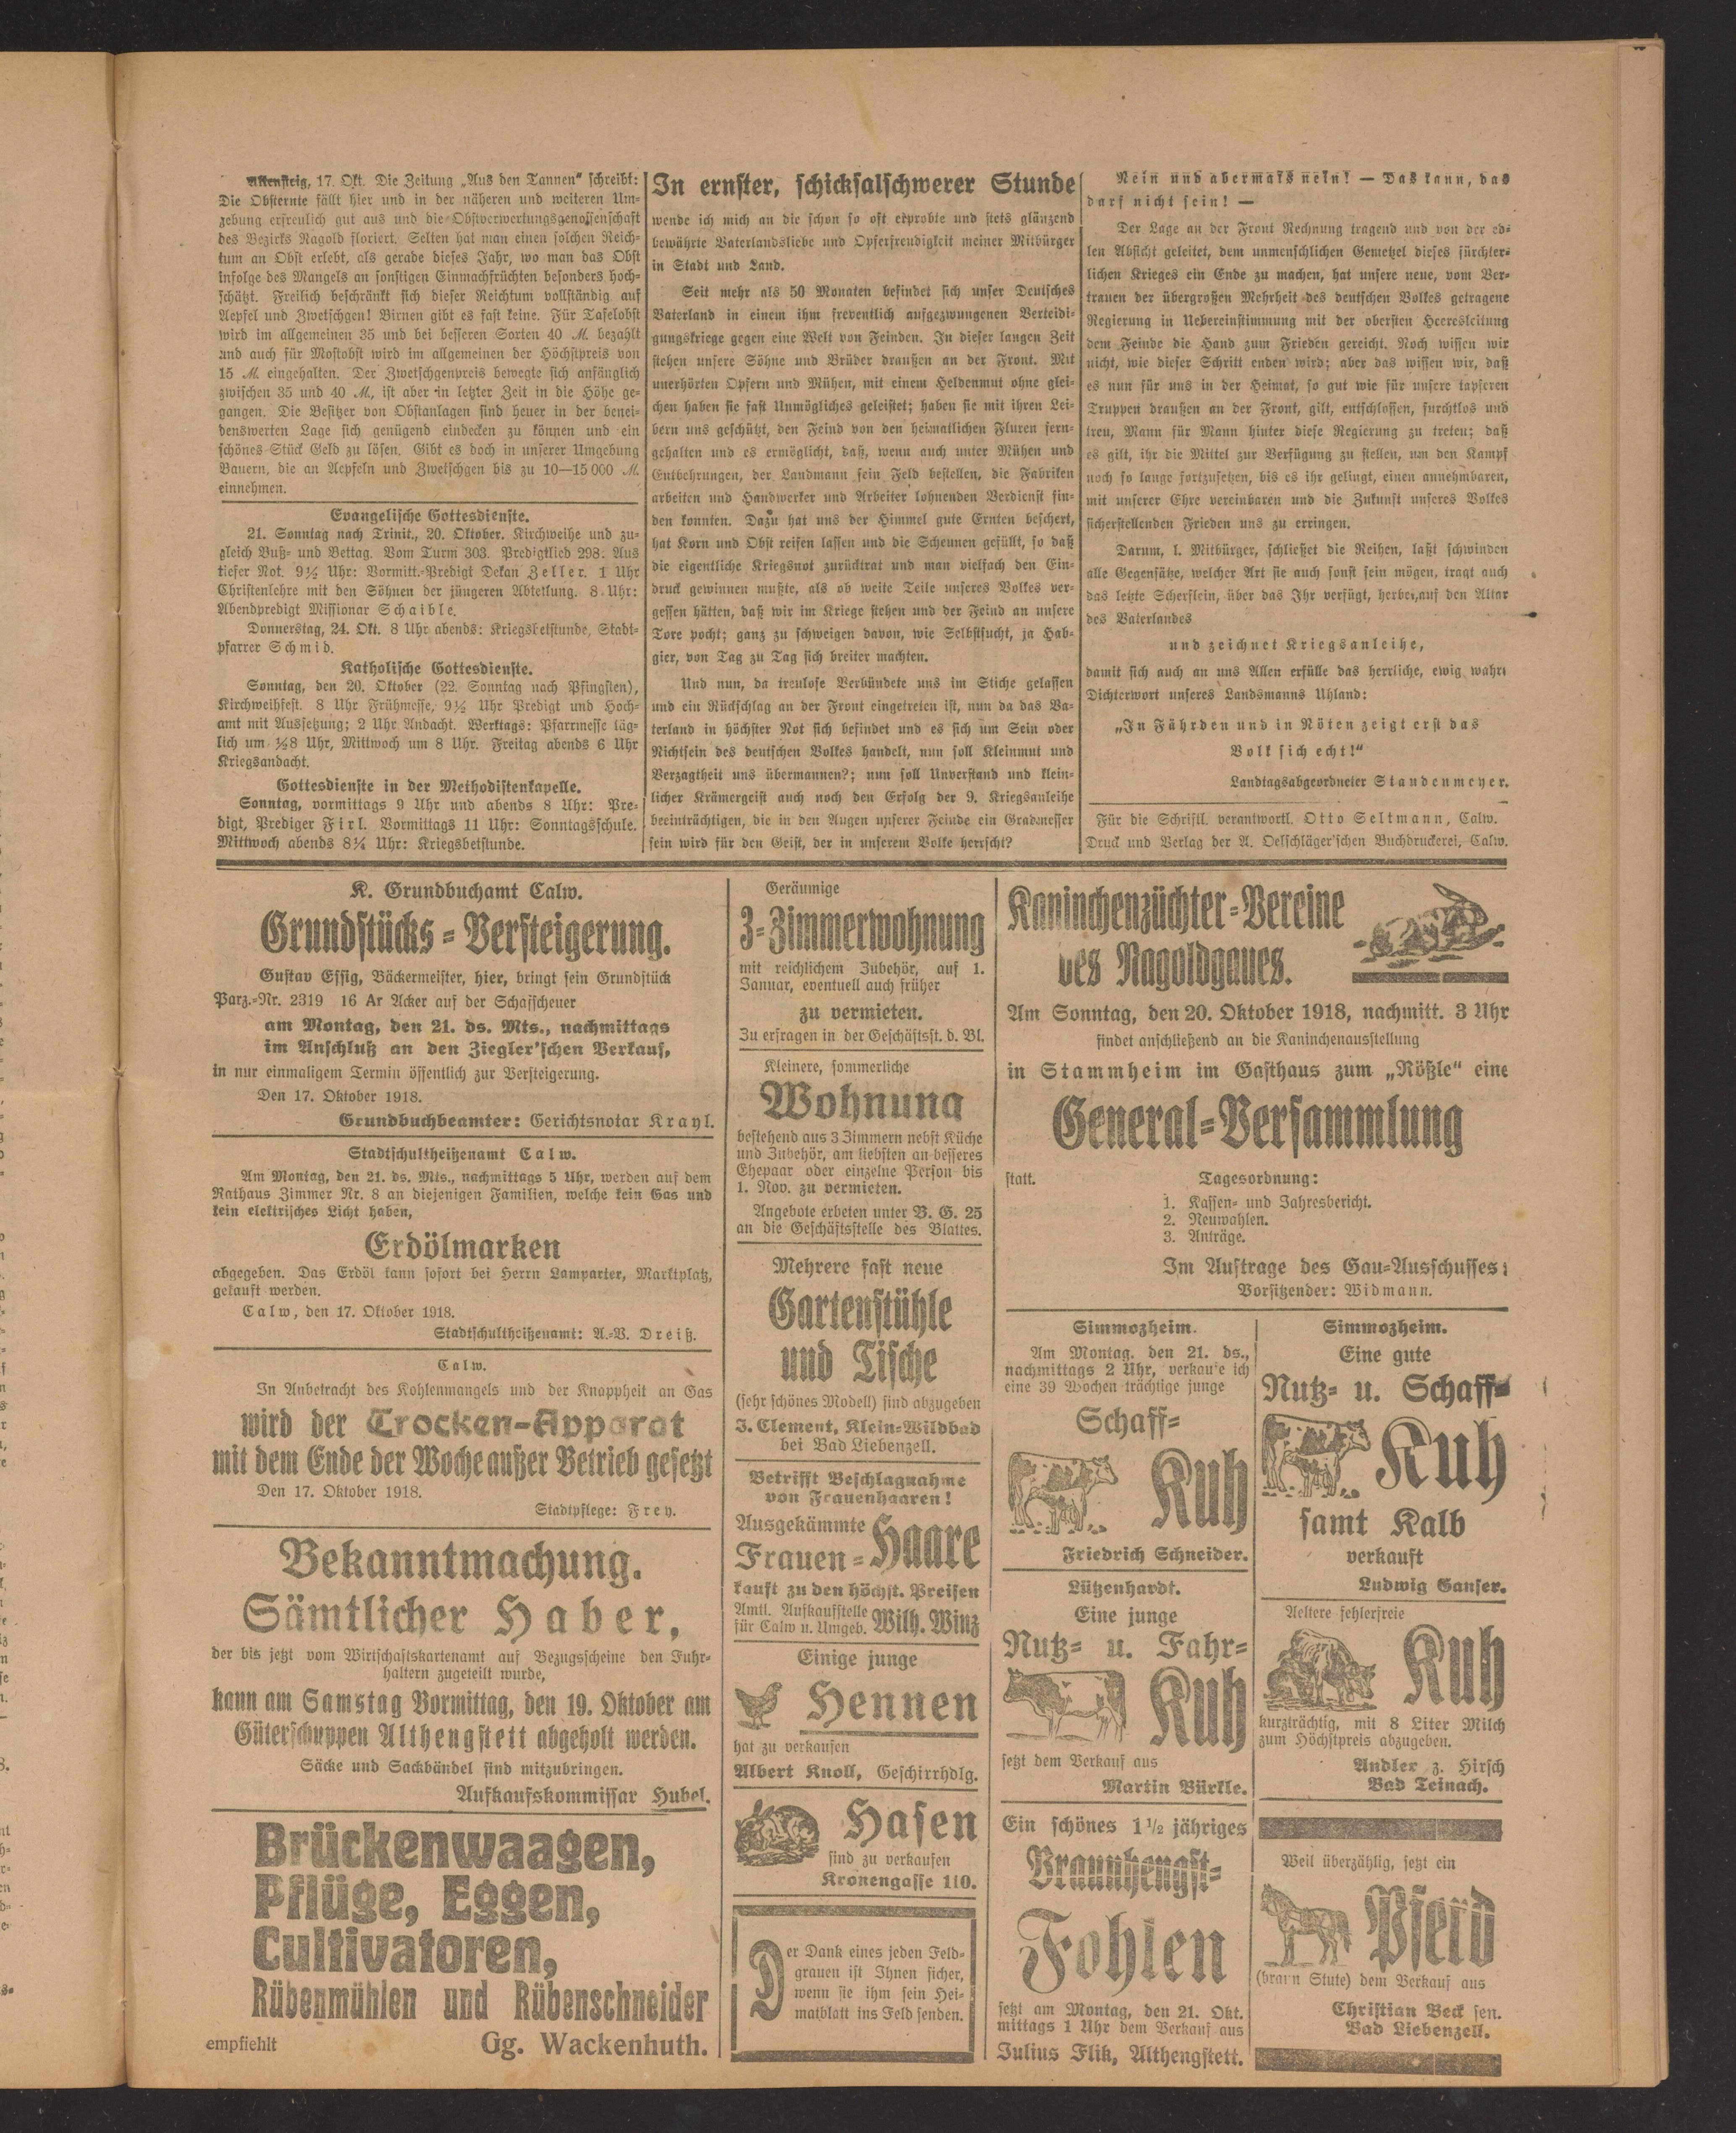 Altensteig, 17. Okt. Die Zeitung „Aus den Tannen“ schreibt:
Die Obsternte fällt hier und in der näheren und weiteren Um-
gebung erfreulich gut aus und die Obstverwertungsgenossenschaft
des Bezirks Nagold floriert. Selten hat man einen solchen Reich-
tum an Obst erlebt, als gerade dieses Jahr, wo man das Obst
infolge des Mangels an sonstigen Einmachfrüchten besonders hoch-
schätzt. Freilich beschränkt sich dieser Reichtum vollständig auf
Aepfel und Zwetschgen! Birnen gibt es fast keine. Für Tafelobst
wird im allgemeinen 35 und bei besseren Sorten 40 M. bezahlt
und auch für Mostobst wird im allgemeinen der Höchstpreis von
15 M. eingehalten. Der Zwetschgenpreis bewegte sich anfänglich
zwischen 35 und 40 M., ist aber in letzter Zeit in die Höhe ge-
gangen. Die Besitzer von Obstanlagen sind heuer in der benei-
denswerten Lage sich genügend eindecken zu können und ein
schönes Stück Geld zu lösen. Gibt es doch in unserer Umgebung
Bauern, die an Aepfeln und Zwetschgen bis zu 10—15 000 M.
einnehmen.
Evangelische Gottesdienste.
21. Sonntag nach Trinit., 20. Oktober. Kirchweihe und zu-
gleich Buß- und Bettag. Vom Turm 303. Predigtlied 298. Aus
tiefer Not. 9½ Uhr: Vormitt.-Predigt Dekan Zeller. 1 Uhr
Christenlehre mit den Söhnen der jüngeren Abteilung. 8 Uhr:
Abendpredigt Missionar Schaible.
Donnerstag, 24. Okt. 8 Uhr abends: Kriegsbetstunde, Stadt-
pfarrer Schmid.
Katholische Gottesdienste.
Sonntag, den 20. Oktober (22. Sonntag nach Pfingsten),
Kirchweihfest. 8 Uhr Frühmesse, 9½ Uhr Predigt und Hoch-
amt mit Aussetzung; 2 Uhr Andacht. Werktags: Pfarrmesse täg-
lich um ½8 Uhr, Mittwoch um 8 Uhr. Freitag abends 6 Uhr
Kriegsandacht.
Gottesdienste in der Methodistenkapelle.
Sonntag, vormittags 9 Uhr und abends 8 Uhr: Pre-
digt, Prediger Firl. Vormittags 11 Uhr: Sonntagsschule.
Mittwoch abends 8¼ Uhr: Kriegsbetstunde.
In ernster, schicksalschwerer Stunde
wende ich mich an die schon so oft erprobte und stets glänzend
bewährte Vaterlandsliebe und Opferfreudigkeit meiner Mitbürger
in Stadt und Land.
Seit mehr als 50 Monaten befindet sich unser Deutsches
Vaterland in einem ihm freventlich aufgezwungenen Verteidi-
gungskriege gegen eine Welt von Feinden. In dieser langen Zeit
stehen unsere Söhne und Brüder draußen an der Front. Mit
unerhörten Opfern und Mühen, mit einem Heldenmut ohne glei-
chen haben sie fast Unmögliches geleistet; haben sie mit ihren Lei-
bern uns geschützt, den Feind von den heimatlichen Fluren fern-
gehalten und es ermöglicht, daß, wenn auch unter Mühen und
Entbehrungen, der Landmann sein Feld bestellen, die Fabriken
arbeiten und Handwerker und Arbeiter lohnenden Verdienst fin-
den konnten. Dazu hat uns der Himmel gute Ernten beschert,
hat Korn und Obst reifen lassen und die Scheunen gefüllt, so daß
die eigentliche Kriegsnot zurücktrat und man vielfach den Ein-
druck gewinnen mußte, als ob weite Teile unseres Volkes ver-
gessen hätten, daß wir im Kriege stehen und der Feind an unsere
Tore pocht; ganz zu schweigen davon, wie Selbstsucht, ja Hab-
gier, von Tag zu Tag sich breiter machten.
Und nun, da treulose Verbündete uns im Stiche gelassen
und ein Rückschlag an der Front eingetreten ist, nun da das Va-
terland in höchster Not sich befindet und es sich um Sein oder
Nichtsein des deutschen Volkes handelt, nun soll Kleinmut und
Verzagtheit uns übermannen?; nun soll Unverstand und klein-
licher Krämergeist auch noch den Erfolg der 9. Kriegsanleihe
beeinträchtigen, die in den Augen unserer Feinde ein Gradmesser
sein wird für den Geist, der in unserem Volke herrscht?
Nein und abermals nein! — Das kann, das
darf nicht sein! —
Der Lage an der Front Rechnung tragend und von der ed-
len Absicht geleitet, dem unmenschlichen Gemetzel dieses fürchter-
lichen Krieges ein Ende zu machen, hat unsere neue, vom Ver-
trauen der übergroßen Mehrheit des deutschen Volkes getragene
Regierung in Uebereinstimmung mit der obersten Heeresleitung
dem Feinde die Hand zum Frieden gereicht. Noch wissen wir
nicht, wie dieser Schritt enden wird; aber das wissen wir, daß
es nun für uns in der Heimat, so gut wie für unsere tapferen
Truppen draußen an der Front, gilt, entschlossen, furchtlos und
treu, Mann für Mann hinter diese Regierung zu treten; daß
es gilt, ihr die Mittel zur Verfügung zu stellen, um den Kampf
noch so lange fortzusetzen, bis es ihr gelingt, einen annehmbaren,
mit unserer Ehre vereinbaren und die Zukunft unseres Volkes
sicherstellenden Frieden uns zu erringen.
Darum, l. Mitbürger, schließet die Reihen, laßt schwinden
alle Gegensätze, welcher Art sie auch sonst sein mögen, tragt auch
das letzte Scherflein, über das Ihr verfügt, herbei, auf den Altar
des Vaterlandes
und zeichnet Kriegsanleihe,
damit sich auch an uns Allen erfülle das herrliche, ewig wahre
Dichterwort unseres Landsmanns Uhland:
„In Fährden und in Nöten zeigt erst das
Volk sich echt!“
Landtagsabgeordneter Staudenmeyer.
Für die Schriftl. verantwortl. Otto Seltmann, Calw.
Druck und Verlag der A. Oelschläger'schen Buchdruckerei, Calw.
K. Grundbuchamt Calw.
Grundstücks-Versteigerung.
Gustav Essig, Bäckermeister, hier, bringt sein Grundstück
Parz.-Nr. 2319 16 Ar Acker auf der Schafscheuer
am Montag, den 21. ds. Mts., nachmittags
im Anschluß an den Ziegler'schen Verkauf,
in nur einmaligem Termin öffentlich zur Versteigerung.
Den 17. Oktober 1918.
Grundbuchbeamter: Gerichtsnotar Krayl.
Stadtschultheißenamt Calw.
Am Montag, den 21. ds. Mts., nachmittags 5 Uhr, werden auf dem
Rathaus Zimmer Nr. 8 an diejenigen Familien, welche kein Gas und
kein elektrisches Licht haben,
Erdölmarken
abgegeben. Das Erdöl kann sofort bei Herrn Lamparter, Marktplatz,
gekauft werden.
Calw, den 17. Oktober 1918.
Stadtschultheißenamt: A.-V. Dreiß.
Calw.
In Anbetracht des Kohlenmangels und der Knappheit an Gas
wird der Trocken-Apparat
mit dem Ende der Woche außer Betrieb gesetzt
Den 17. Oktober 1918.
Stadtpflege: Frey.
Bekanntmachung.
Sämtlicher Haber,
der bis jetzt vom Wirtschaftskartenamt auf Bezugsscheine den Fuhr-
haltern zugeteilt wurde,
kann am Samstag Vormittag, den 19. Oktober am
Güterschuppen Althengstett abgeholt werden.
Säcke und Sackbändel sind mitzubringen.
Aufkaufskommissar Hubel.
Brückenwaagen,
Pflüge, Eggen,
Cultivatoren,
Rübenmühlen und Rübenschneider
empfiehlt Gg. Wackenhuth.
Geräumige
3-Zimmerwohnung
mit reichlichem Zubehör, auf 1.
Januar, eventuell auch früher
zu vermieten.
Zu erfragen in der Geschäftsst. d. Bl.
Kleinere, sommerliche
Wohnung
bestehend aus 3 Zimmern nebst Küche
und Zubehör, am liebsten an besseres
Ehepaar oder einzelne Person bis
1. Nov. zu vermieten.
Angebote erbeten unter B. G. 25
an die Geschäftsstelle des Blattes.
Mehrere fast neue
Gartenstühle
und Tische
(sehr schönes Modell) sind abzugeben
J. Clement, Klein-Wildbad
bei Bad Liebenzell.
Betrifft Beschlagnahme
von Frauenhaaren!
Ausgekämmte
Frauen-Haare
kauft zu den höchst. Preisen
Amtl. Aufkaufstelle
für Calw u. Umgeb. Wilh. Winz
Einige junge
Hennen
hat zu verkaufen
Albert Knoll, Geschirrhdlg.
Hasen
sind zu verkaufen
Kronengasse 110.
Der Dank eines jeden Feld-
grauen ist Ihnen sicher,
wenn sie ihm sein Hei-
matblatt ins Feld senden.
Kaninchenzüchter-Vereine
des Nagoldgaues.
Am Sonntag, den 20. Oktober 1918, nachmitt. 3 Uhr
findet anschließend an die Kaninchenausstellung
in Stammheim im Gasthaus zum „Rößle“ eine
General-Versammlung
statt. Tagesordnung:
1. Kassen- und Jahresbericht.
2. Neuwahlen.
3. Anträge.
Im Auftrage des Gau-Ausschusses:
Vorsitzender: Widmann.
Simmozheim.
Am Montag, den 21. ds.,
nachmittags 2 Uhr, verkaufe ich
eine 39 Wochen trächtige junge
Schaff-
Kuh
Friedrich Schneider.
Lützenhardt.
Eine junge
Nutz- u. Fahr-
Kuh
setzt dem Verkauf aus
Martin Bürkle.
Ein schönes 1½ jähriges
Braunhengst-
Fohlen
setzt am Montag, den 21. Okt.
mittags 1 Uhr dem Verkauf aus
Julius Flik, Althengstett.
Simmozheim.
Eine gute
Nutz- u. Schaff-
Kuh
samt Kalb
verkauft
Ludwig Ganser.
Aeltere fehlerfreie
Kuh
kurzträchtig, mit 8 Liter Milch
zum Höchstpreis abzugeben.
Andler z. Hirsch
Bad Teinach.
Weil überzählig, setzt ein
Pferd
(braun Stute) dem Verkauf aus
Christian Beck sen.
Bad Liebenzell.